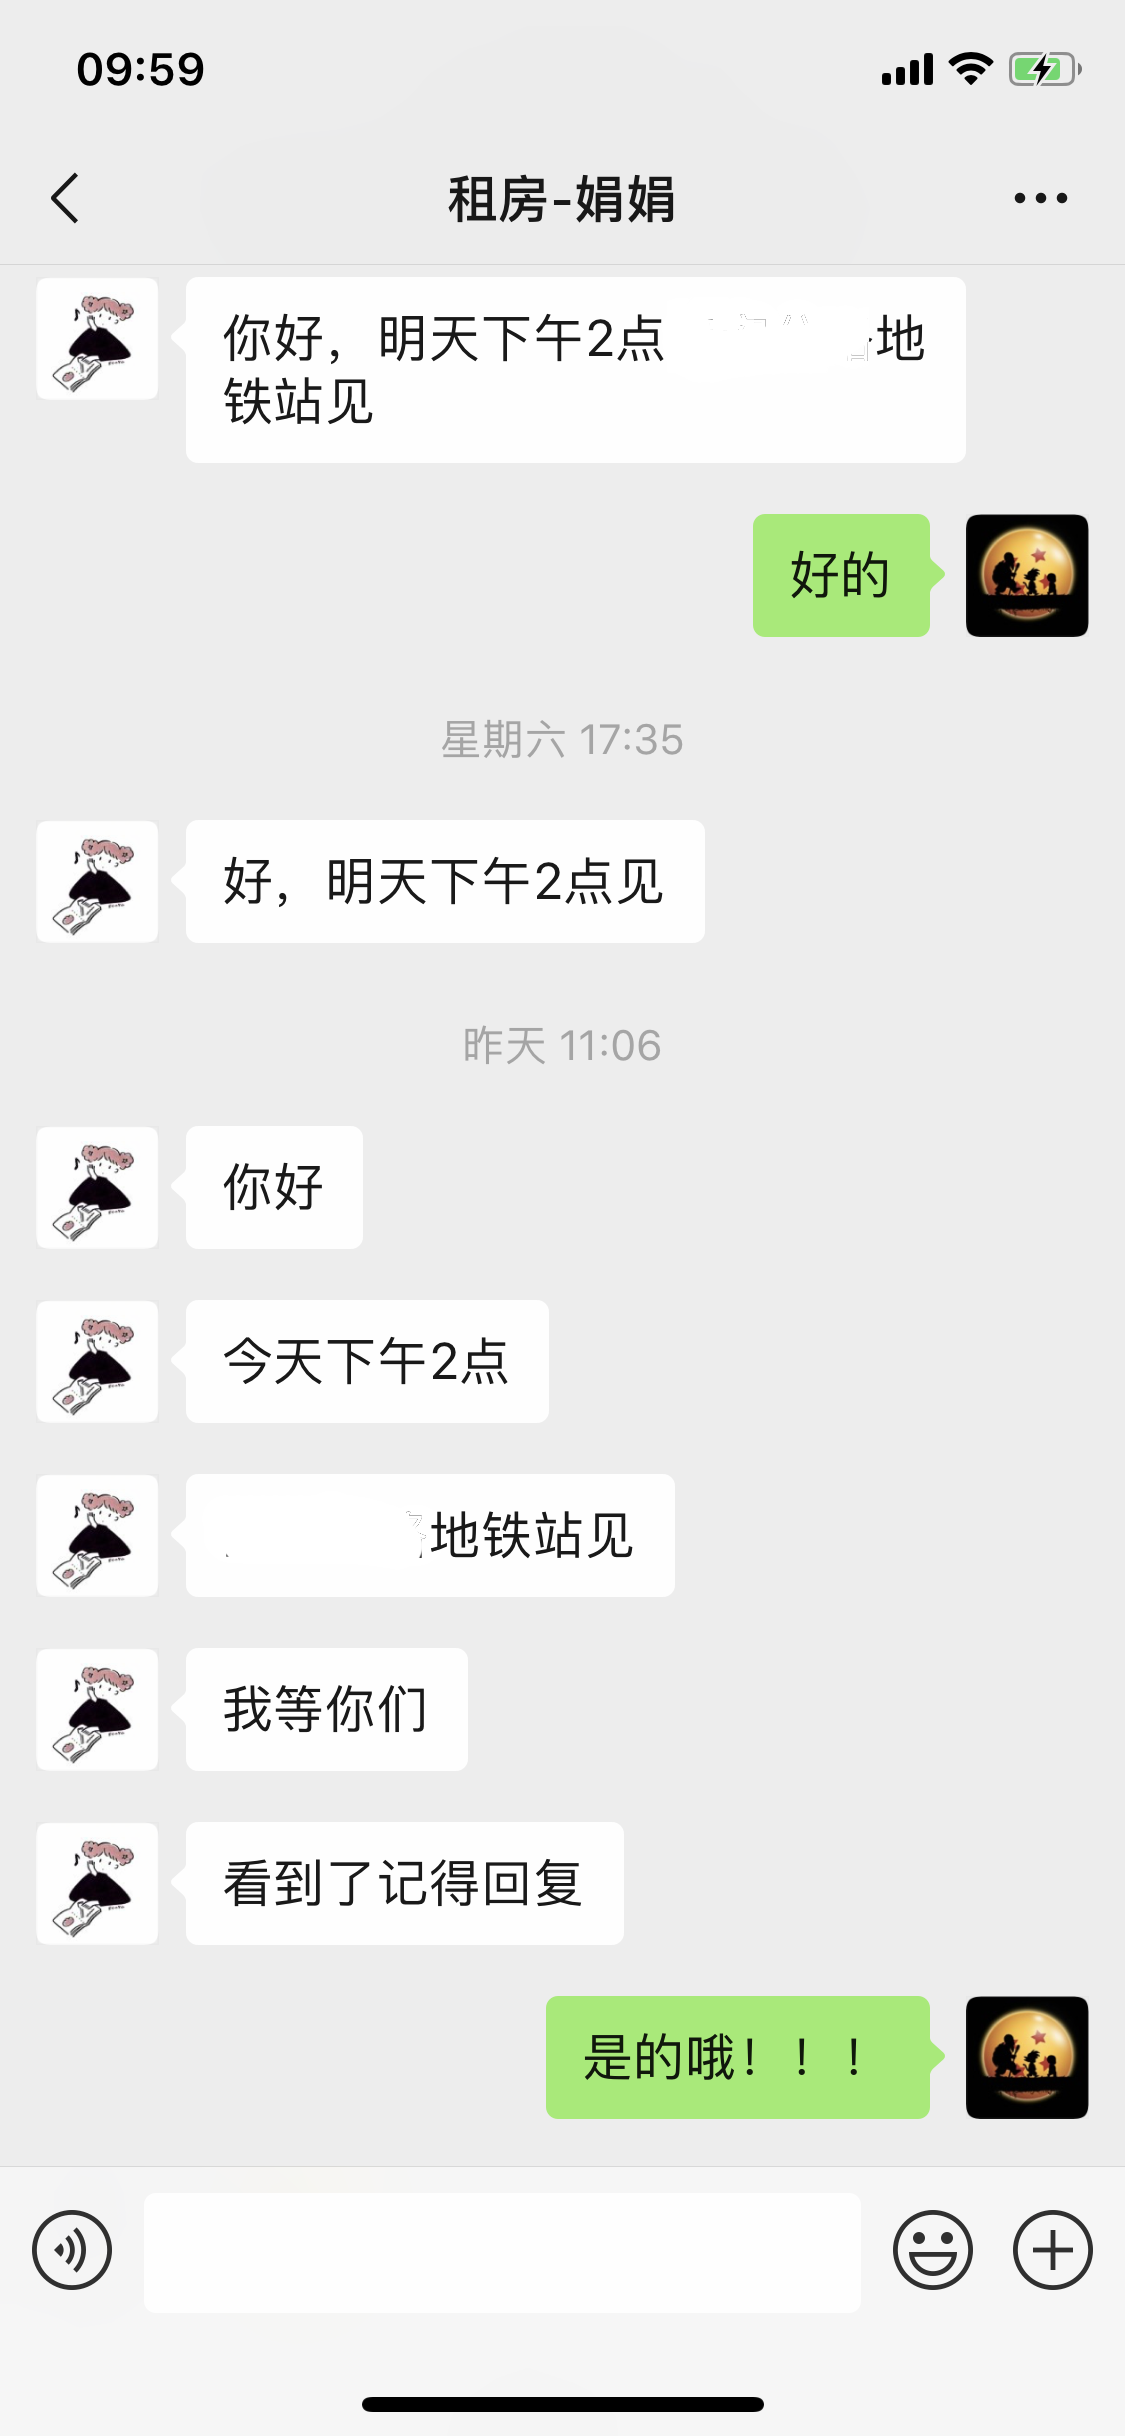 09:59
租房-娟娟
你好，明天下午2点 地
铁站见
好的
星期六 17:35
好，明天下午2点见
昨天 11:06
你好
今天下午2点
地铁站见
我等你们
看到了记得回复
是的哦！！！